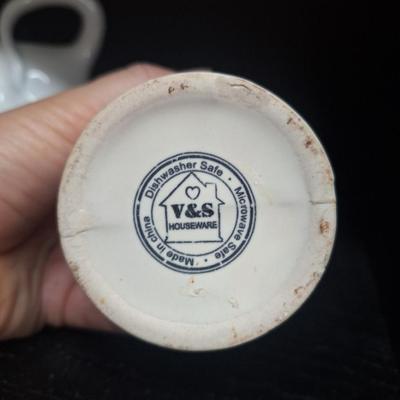 Dishwasher Safe · Microwave Safe · Made in china ·
V&S
HOUSEWARE